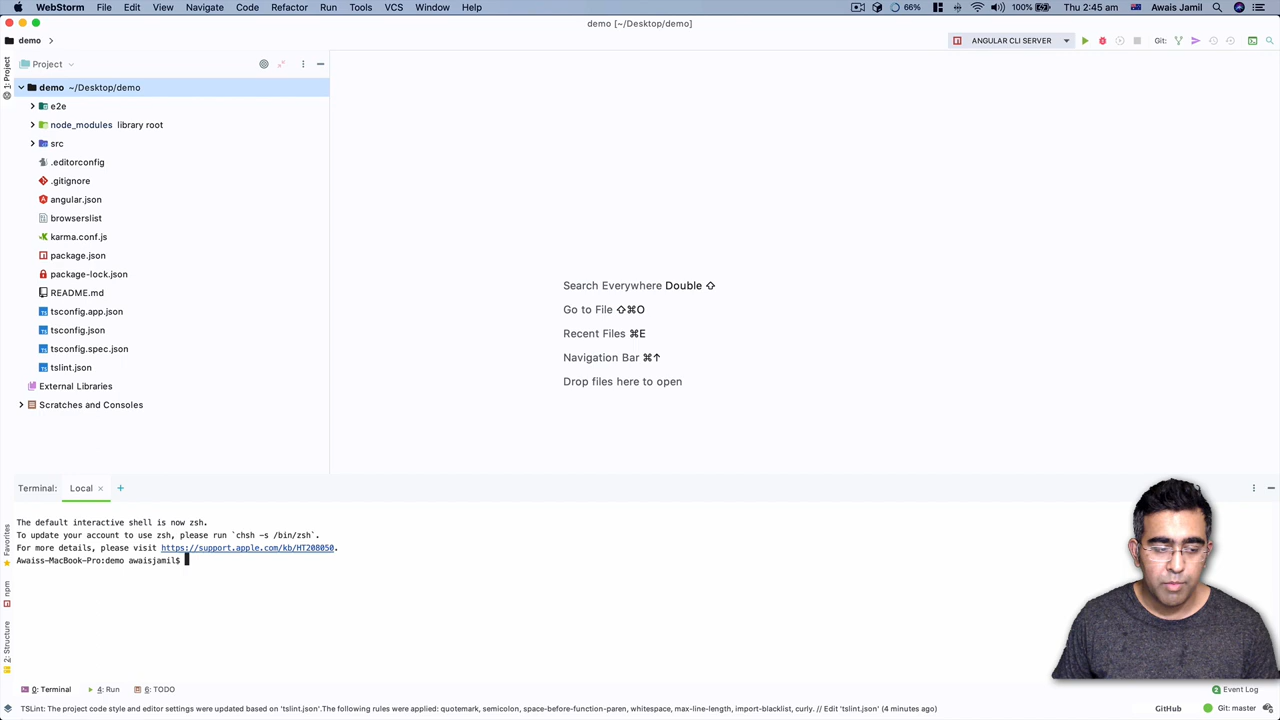 WebStorm File Edit View Navigate Code Refactor Run Tools VCS Window Help 66% 100% Thu 2:45 am Awais Jamil
demo [~/Desktop/demo]
demo ANGULAR CLI SERVER Git:
1: Project
Project
demo ~/Desktop/demo
e2e
node_modules library root
src
.editorconfig
.gitignore
angular.json
browserslist
karma.conf.js
package.json
package-lock.json
README.md
tsconfig.app.json
tsconfig.json
tsconfig.spec.json
tslint.json
External Libraries
Scratches and Consoles
Search Everywhere Double ⇧
Go to File ⇧⌘O
Recent Files ⌘E
Navigation Bar ⌘↑
Drop files here to open
Terminal: Local × +
The default interactive shell is now zsh.
To update your account to use zsh, please run `chsh -s /bin/zsh`.
For more details, please visit https://support.apple.com/kb/HT208050.
Awaiss-MacBook-Pro:demo awaisjamil$
Favorites
npm
2: Structure
0: Terminal 4: Run 6: TODO 2 Event Log
TSLint: The project code style and editor settings were updated based on 'tslint.json'.The following rules were applied: quotemark, semicolon, space-before-function-paren, whitespace, max-line-length, import-blacklist, curly. // Edit 'tslint.json' (4 minutes ago) GitHub Git: master